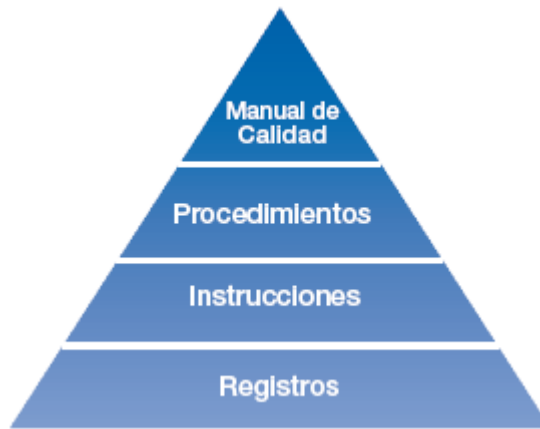 Manual de
Calidad
Procedimientos
Instrucciones
Registros